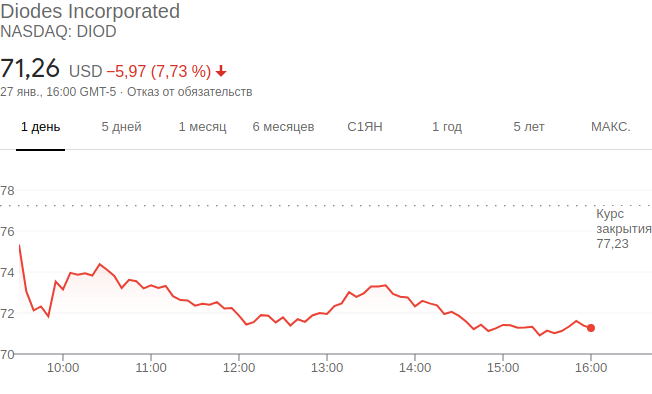 Diodes Incorporated
NASDAQ: DIOD
71,26 USD −5,97 (7,73 %)
27 янв., 16:00 GMT-5 · Отказ от обязательств
1 день 5 дней 1 месяц 6 месяцев С1ЯН 1 год 5 лет МАКС.
78
Курс
закрытия
77,23
76
74
72
70
10:00 11:00 12:00 13:00 14:00 15:00 16:00